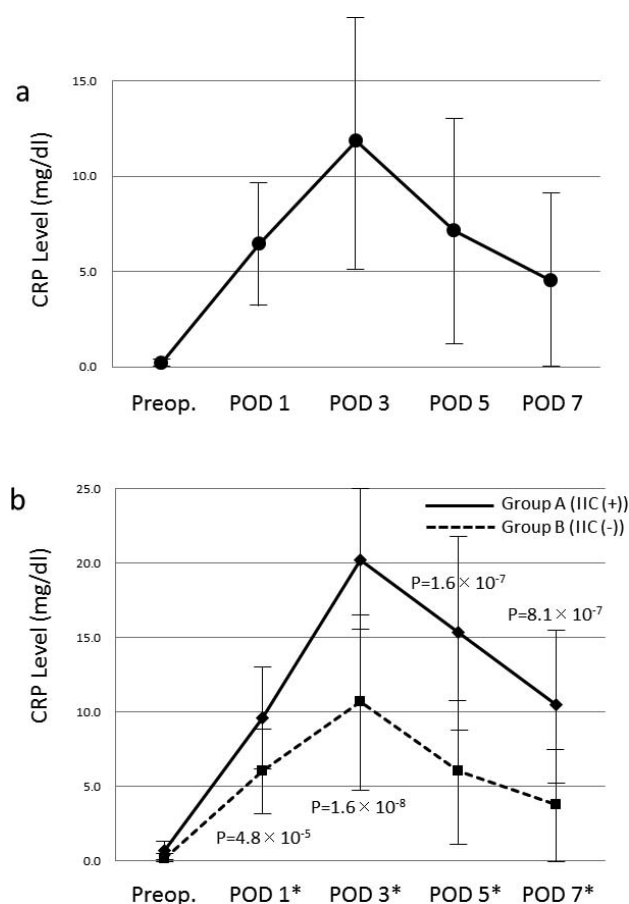 a
CRP Level (mg/dl)
15.0
10.0
5.0
0.0
Preop. POD 1 POD 3 POD 5 POD 7
b
CRP Level (mg/dl)
25.0
20.0
15.0
10.0
5.0
0.0
Group A (IIC (+))
Group B (IIC (-))
P=1.6 × 10⁻⁷
P=8.1 × 10⁻⁷
P=1.6 × 10⁻⁸
P=4.8 × 10⁻⁵
Preop. POD 1* POD 3* POD 5* POD 7*